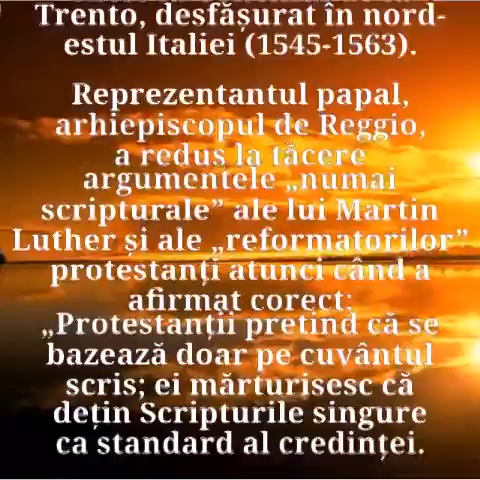 Trento, desfășurat în nord-
estul Italiei (1545-1563).
Reprezentantul papal,
arhiepiscopul de Reggio,
a redus la tăcere
argumentele „numai
scripturale” ale lui Martin
Luther și ale „reformatorilor”
protestanți atunci când a
afirmat corect:
„Protestanții pretind că se
bazează doar pe cuvântul
scris; ei mărturisesc că
dețin Scripturile singure
ca standard al credinței.